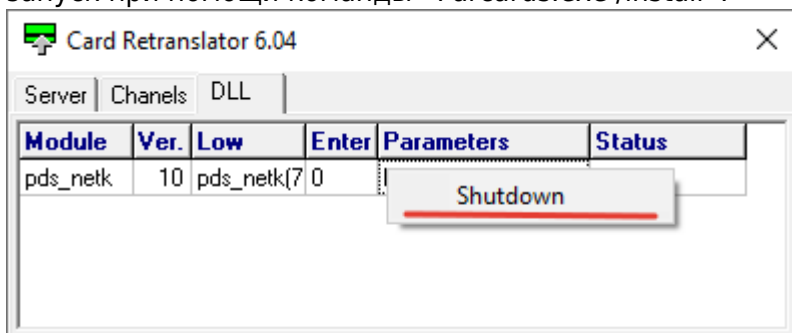 Card Retranslator 6.04
Server Chanels DLL
Module Ver. Low Enter Parameters Status
pds_netk 10 pds_netk(7 0
Shutdown